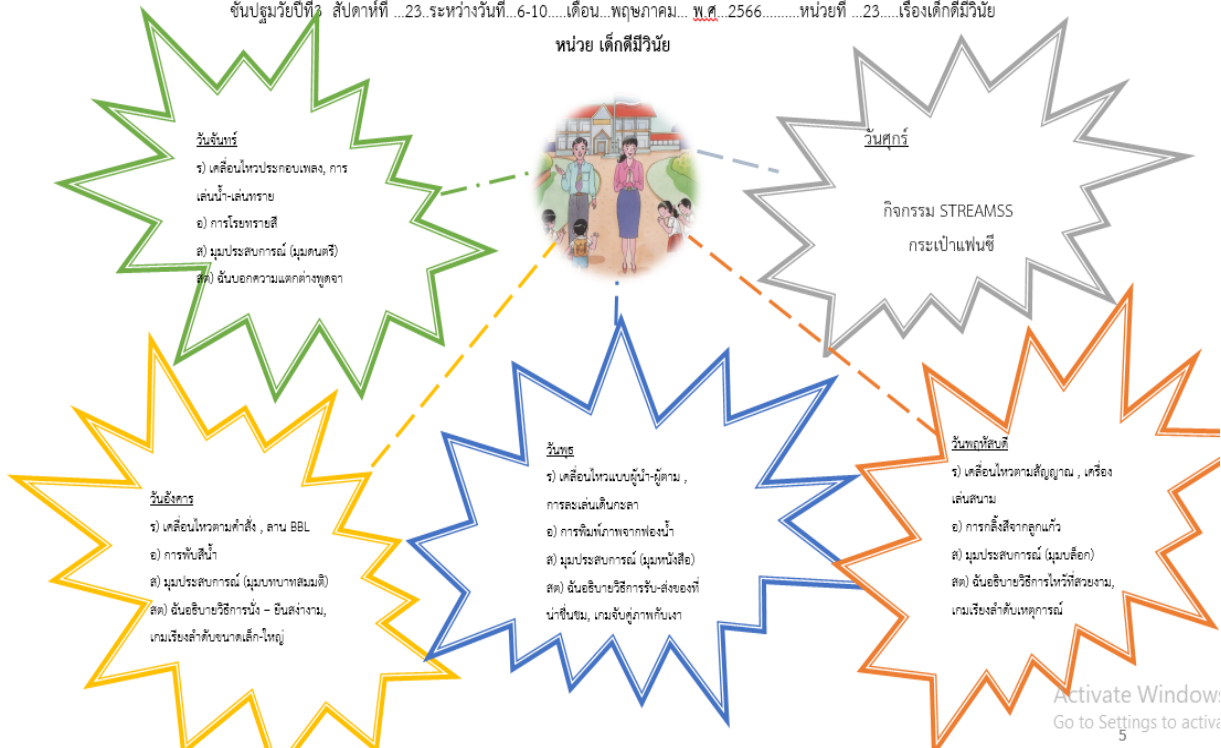 ชั้นปฐมวัยปีที่3 สัปดาห์ที่ ...23..ระหว่างวันที่...6-10.....เดือน...พฤษภาคม... พ.ศ...2566..........หน่วยที่ ...23.....เรื่องเด็กดีมีวินัย
หน่วย เด็กดีมีวินัย
วันจันทร์
ร) เคลื่อนไหวประกอบเพลง, การ
เล่นน้ำ-เล่นทราย
อ) การโรยทรายสี
ส) มุมประสบการณ์ (มุมดนตรี)
สต) ฉันบอกความแตกต่างพูดจา
วันศุกร์
กิจกรรม STREAMSS
กระเป๋าแฟนซี
วันอังคาร
ร) เคลื่อนไหวตามคำสั่ง , ลาน BBL
อ) การพับสีน้ำ
ส) มุมประสบการณ์ (มุมบทบาทสมมติ)
สต) ฉันอธิบายวิธีการนั่ง – ยืนสง่างาม,
เกมเรียงลำดับขนาดเล็ก-ใหญ่
วันพุธ
ร) เคลื่อนไหวแบบผู้นำ-ผู้ตาม ,
การละเล่นเดินกะลา
อ) การพิมพ์ภาพจากฟองน้ำ
ส) มุมประสบการณ์ (มุมหนังสือ)
สต) ฉันอธิบายวิธีการรับ-ส่งของที่
น่าชื่นชม, เกมจับคู่ภาพกับเงา
วันพฤหัสบดี
ร) เคลื่อนไหวตามสัญญาณ , เครื่อง
เล่นสนาม
อ) การกลิ้งสีจากลูกแก้ว
ส) มุมประสบการณ์ (มุมบล็อก)
สต) ฉันอธิบายวิธีการไหว้ที่สวยงาม,
เกมเรียงลำดับเหตุการณ์
Activate Windows
Go to Settings to activa
5